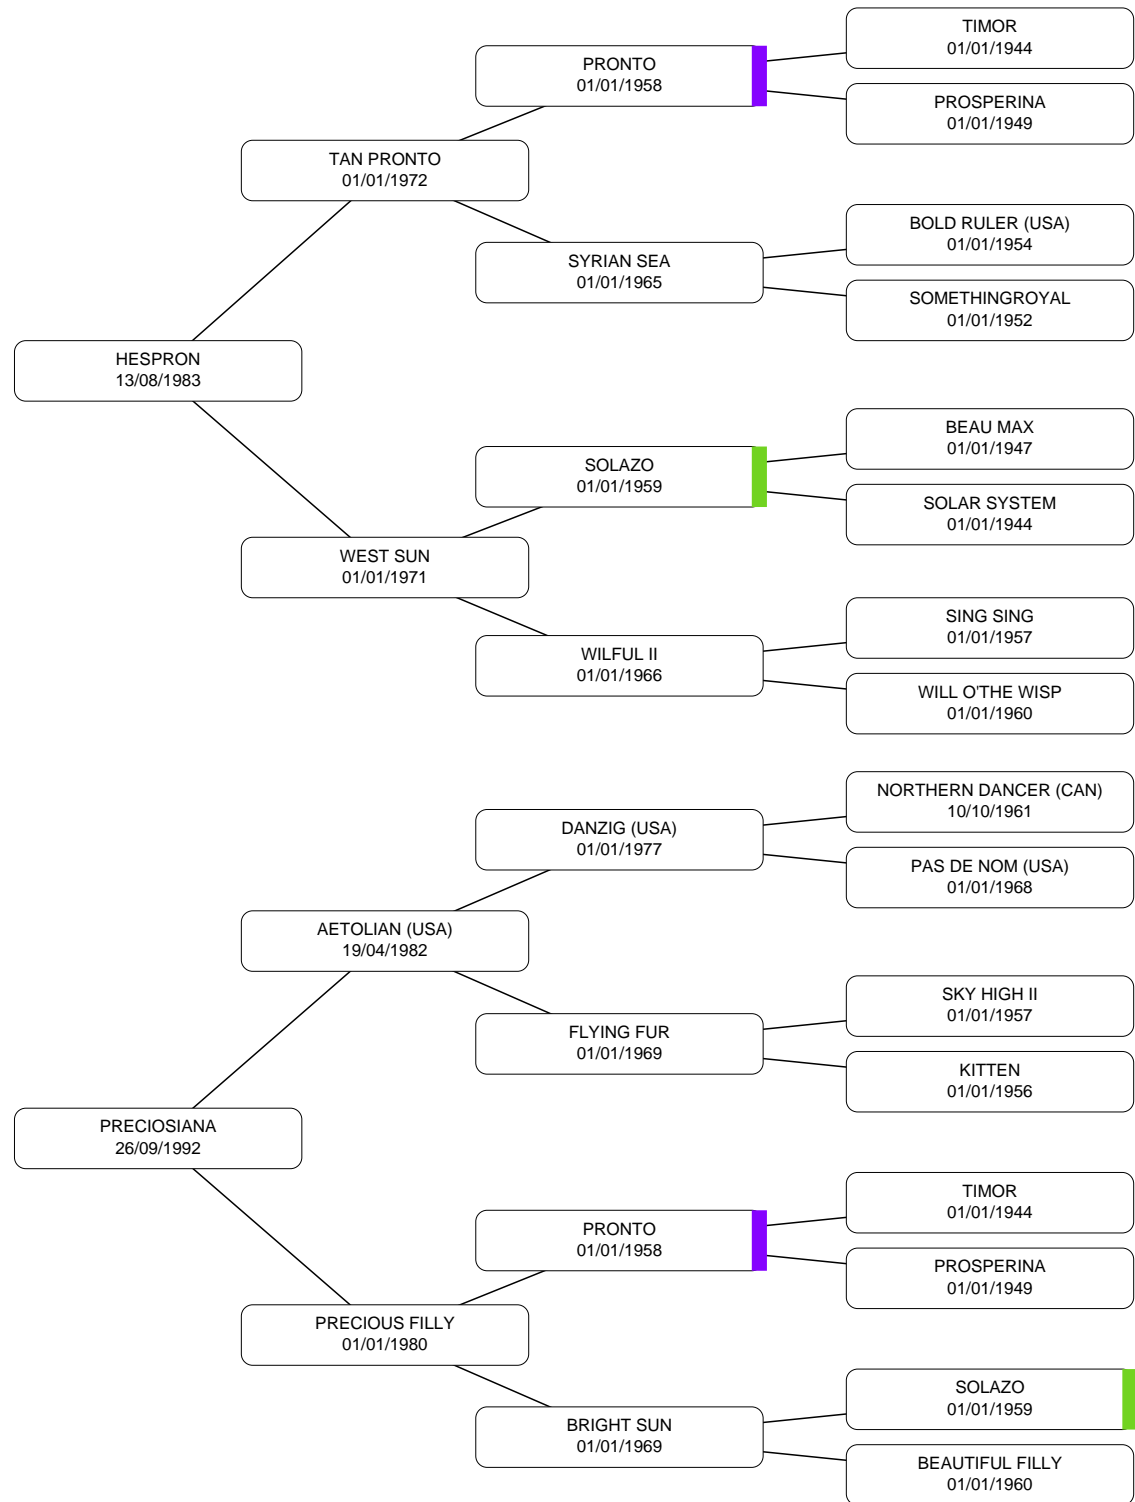 TIMOR
01/01/1944
PRONTO
01/01/1958
PROSPERINA
01/01/1949
TAN PRONTO
01/01/1972
BOLD RULER (USA)
01/01/1954
SYRIAN SEA
01/01/1965
SOMETHINGROYAL
01/01/1952
HESPRON
13/08/1983
BEAU MAX
01/01/1947
SOLAZO
01/01/1959
SOLAR SYSTEM
01/01/1944
WEST SUN
01/01/1971
SING SING
01/01/1957
WILFUL II
01/01/1966
WILL O'THE WISP
01/01/1960
NORTHERN DANCER (CAN)
10/10/1961
DANZIG (USA)
01/01/1977
PAS DE NOM (USA)
01/01/1968
AETOLIAN (USA)
19/04/1982
SKY HIGH II
01/01/1957
FLYING FUR
01/01/1969
KITTEN
01/01/1956
PRECIOSIANA
26/09/1992
TIMOR
01/01/1944
PRONTO
01/01/1958
PROSPERINA
01/01/1949
PRECIOUS FILLY
01/01/1980
SOLAZO
01/01/1959
BRIGHT SUN
01/01/1969
BEAUTIFUL FILLY
01/01/1960